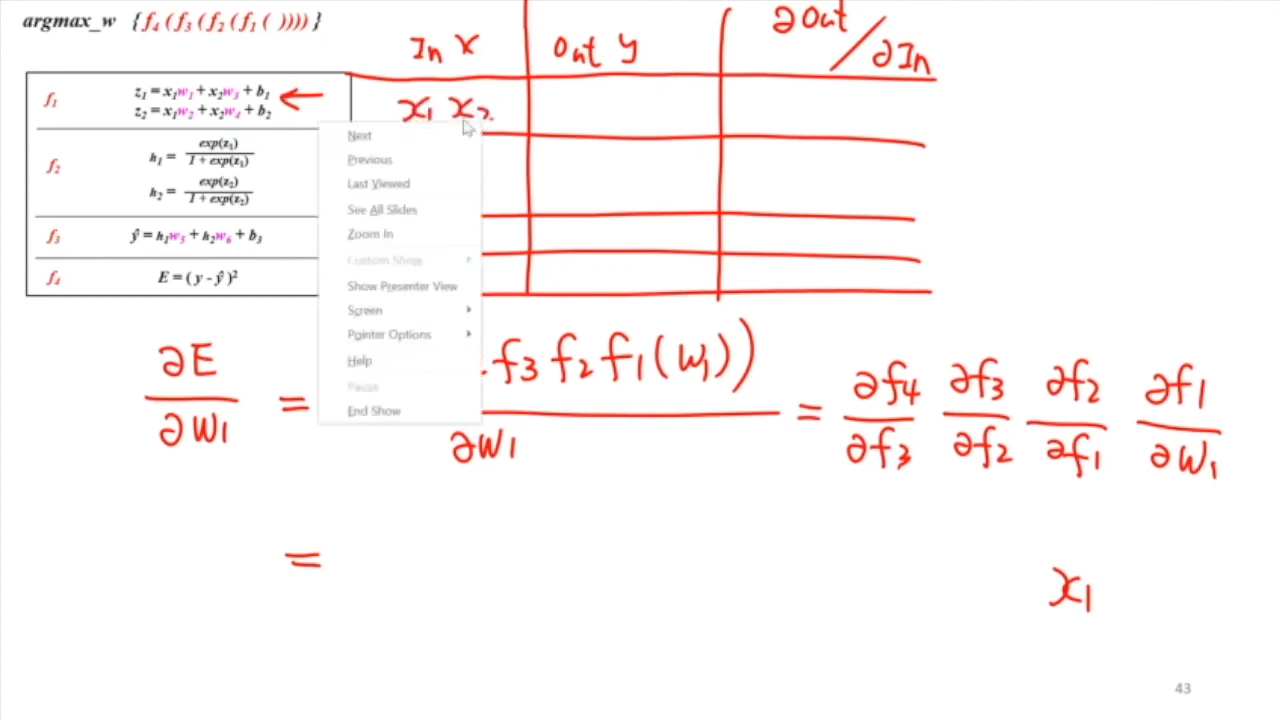 argmax_w { f4 ( f3 ( f2 ( f1 ( )))) }
In x
Out y
∂Out / ∂In
f1
z1 = x1w1 + x2w3 + b1
z2 = x1w2 + x2w4 + b2
x1 x2
f2
h1 = exp(z1) / 1 + exp(z1)
h2 = exp(z2) / 1 + exp(z2)
f3
ŷ = h1w5 + h2w6 + b3
f4
E = ( y - ŷ )²
Next
Previous
Last Viewed
See All Slides
Zoom In
Custom Show
Show Presenter View
Screen
Pointer Options
Help
Pause
End Show
∂E / ∂w1 = . f3 f2 f1 (w1)) / ∂w1 = ∂f4 / ∂f3 ∂f3 / ∂f2 ∂f2 / ∂f1 ∂f1 / ∂w1
=
x1
43